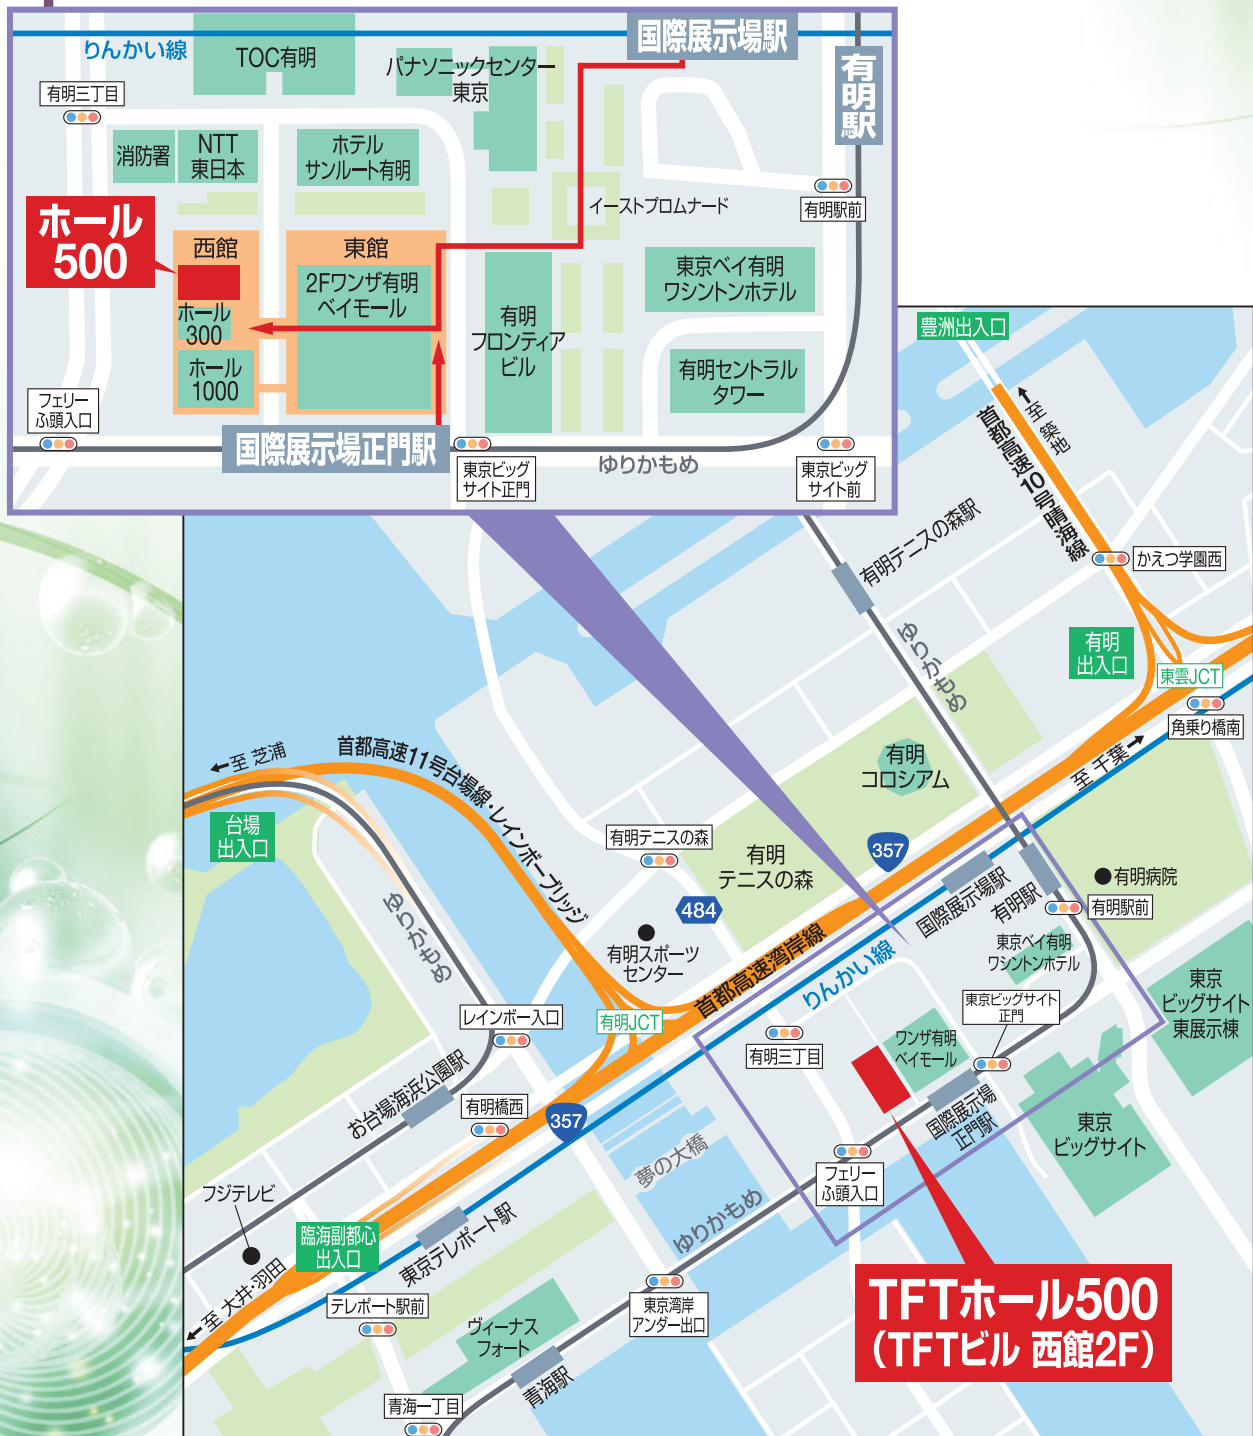 国際展示場駅
りんかい線
TOC有明
パナソニックセンター
東京
有明駅
有明三丁目
消防署
NTT
東日本
ホテル
サンルート有明
有明駅前
イーストプロムナード
ホール
500
西館
東館
2Fワンザ有明
ベイモール
東京ベイ有明
ワシントンホテル
ホール
300
有明
フロンティア
ビル
ホール
1000
有明セントラル
タワー
フェリー
ふ頭入口
国際展示場正門駅
ゆりかもめ
東京ビッグ
サイト正門
東京ビッグ
サイト前
豊洲出入口
至 築地
首都高速10号晴海線
有明テニスの森駅
かえつ学園西
ゆりかもめ
有明
出入口
東雲JCT
角乗り橋南
至 千葉
至 芝浦
首都高速11号台場線・レインボーブリッジ
有明
コロシアム
台場
出入口
有明テニスの森
357
有明
テニスの森
国際展示場駅
有明駅
有明病院
有明駅前
484
ゆりかもめ
有明スポーツ
センター
首都高速湾岸線
りんかい線
東京ベイ有明
ワシントンホテル
東京
ビッグサイト
東展示棟
東京ビッグサイト
正門
レインボー入口
有明JCT
有明三丁目
ワンザ有明
ベイモール
お台場海浜公園駅
有明橋西
357
国際展示場
正門駅
東京
ビッグサイト
夢の大橋
フェリー
ふ頭入口
フジテレビ
ゆりかもめ
臨海副都心
出入口
東京テレポート駅
至 大井・羽田
テレポート駅前
東京湾岸
アンダー出口
ヴィーナス
フォート
青海駅
青海一丁目
TFTホール500
（TFTビル 西館2F）